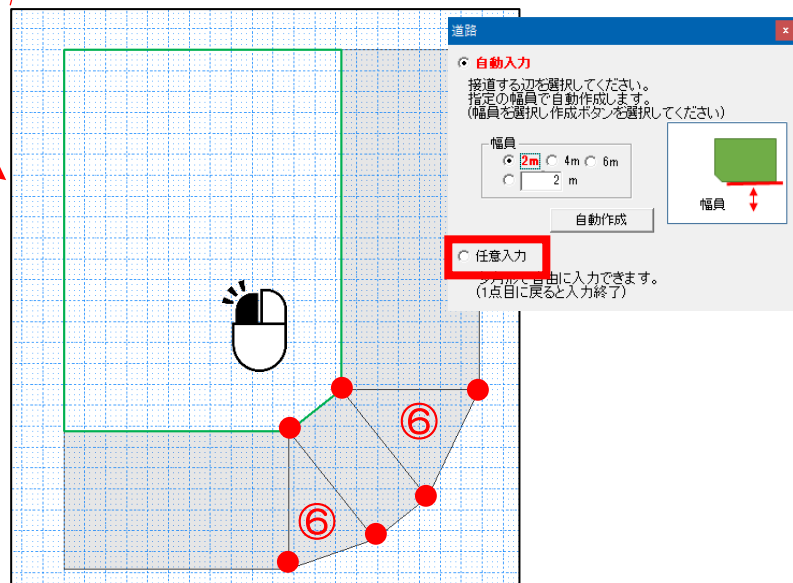 道路
x
自動入力
接道する辺を選択してください。
指定の幅員で自動作成します。
(幅員を選択し作成ボタンを選択してください)
幅員
2m 4m 6m
2 m
幅員
自動作成
任意入力
由に入力できます。
(1点目に戻ると入力終了)
⑥
⑥